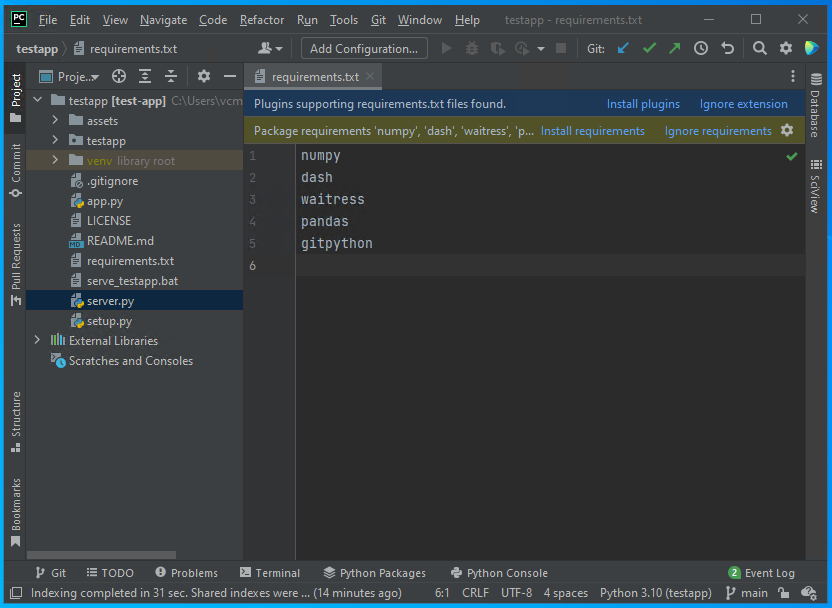 PC File Edit View Navigate Code Refactor Run Tools Git Window Help testapp - requirements.txt
testapp requirements.txt Add Configuration... Git:
Proje... requirements.txt
Project
Commit
Pull Requests
Structure
Bookmarks
testapp [test-app] C:\Users\vcm
assets
testapp
venv library root
.gitignore
app.py
LICENSE
README.md
requirements.txt
serve_testapp.bat
server.py
setup.py
External Libraries
Scratches and Consoles
Plugins supporting requirements.txt files found. Install plugins Ignore extension
Package requirements 'numpy', 'dash', 'waitress', 'p... Install requirements Ignore requirements
1 numpy
2 dash
3 waitress
4 pandas
5 gitpython
6
Database
SciView
Git TODO Problems Terminal Python Packages Python Console 2 Event Log
Indexing completed in 31 sec. Shared indexes were ... (14 minutes ago) 6:1 CRLF UTF-8 4 spaces Python 3.10 (testapp) main